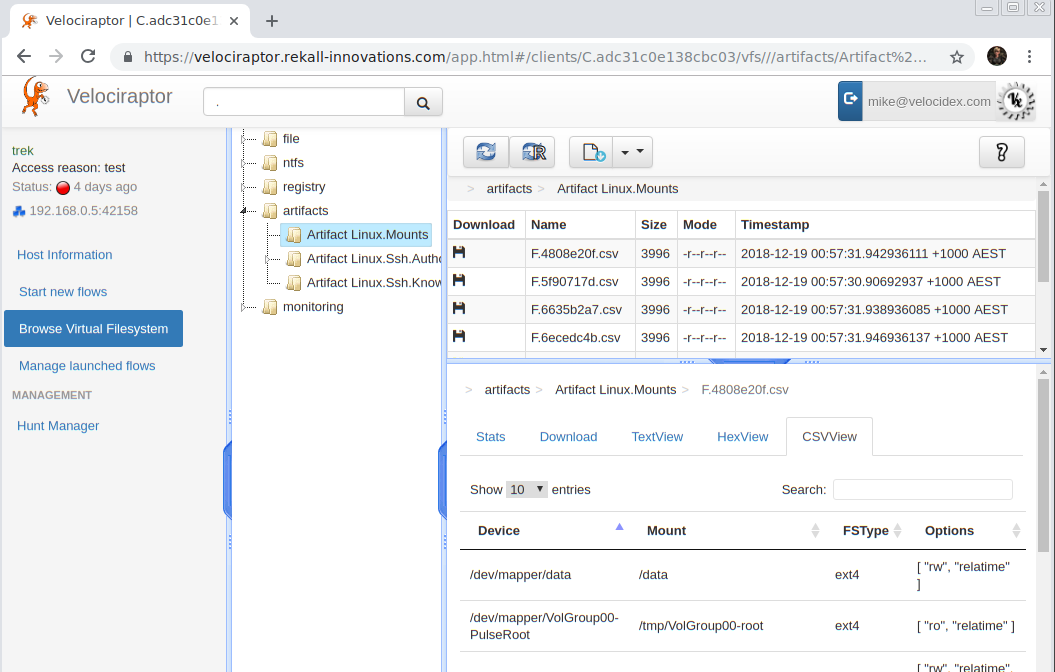 Velociraptor | C.adc31c0e1
https://velociraptor.rekall-innovations.com/app.html#/clients/C.adc31c0e138cbc03/vfs///artifacts/Artifact%2...
Velociraptor
.
mike@velocidex.com
trek
Access reason: test
Status: 4 days ago
192.168.0.5:42158
Host Information
Start new flows
Browse Virtual Filesystem
Manage launched flows
MANAGEMENT
Hunt Manager
file
ntfs
registry
artifacts
Artifact Linux.Mounts
Artifact Linux.Ssh.Autho
Artifact Linux.Ssh.Know
monitoring
R
?
> artifacts > Artifact Linux.Mounts
Download Name Size Mode Timestamp
F.4808e20f.csv 3996 -r--r--r-- 2018-12-19 00:57:31.942936111 +1000 AEST
F.5f90717d.csv 3996 -r--r--r-- 2018-12-19 00:57:30.90692937 +1000 AEST
F.6635b2a7.csv 3996 -r--r--r-- 2018-12-19 00:57:31.938936085 +1000 AEST
F.6ecedc4b.csv 3996 -r--r--r-- 2018-12-19 00:57:31.946936137 +1000 AEST
> artifacts > Artifact Linux.Mounts > F.4808e20f.csv
Stats Download TextView HexView CSVView
Show 10 entries Search:
Device Mount FSType Options
/dev/mapper/data /data ext4 [ "rw", "relatime"
]
/dev/mapper/VolGroup00-
PulseRoot /tmp/VolGroup00-root ext4 [ "ro", "relatime" ]
[ "rw", "relatime",